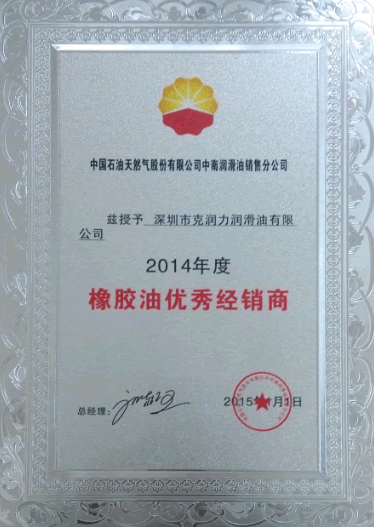 中国石油天然气股份有限公司中南润滑油销售分公司
兹授予 深圳市克润力润滑油有限
公司
2014年度
橡胶油优秀经销商
总经理：
2015年1月1日